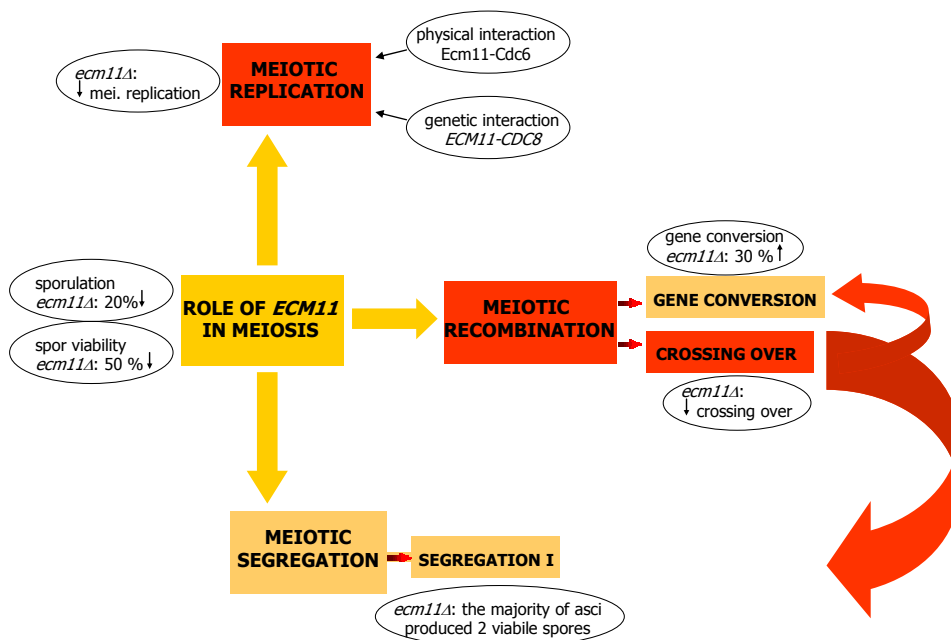 physical interaction
Ecm11-Cdc6
MEIOTIC
REPLICATION
ecm11Δ:
↓ mei. replication
genetic interaction
ECM11-CDC8
gene conversion
ecm11Δ: 30 % ↑
sporulation
ecm11Δ: 20% ↓
ROLE OF ECM11
IN MEIOSIS
MEIOTIC
RECOMBINATION
GENE CONVERSION
spor viability
ecm11Δ: 50 % ↓
CROSSING OVER
ecm11Δ:
↓ crossing over
MEIOTIC
SEGREGATION
SEGREGATION I
ecm11Δ: the majority of asci
produced 2 viabile spores